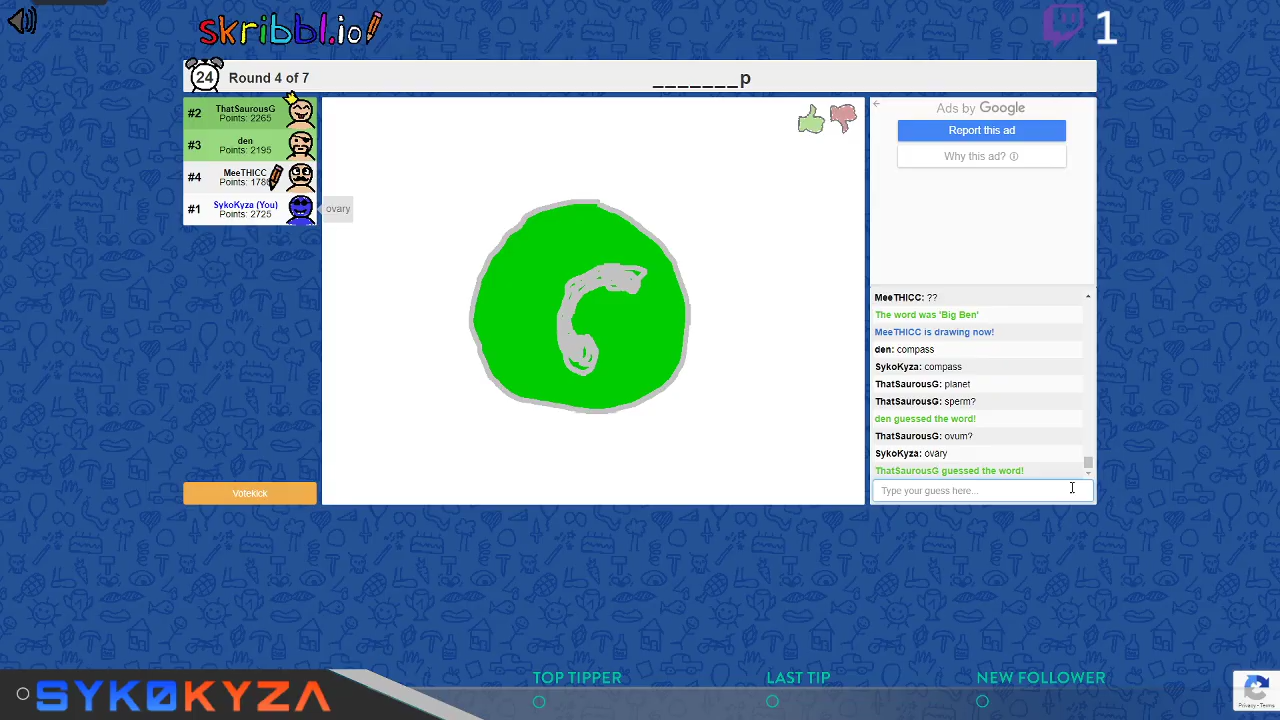 skribbl.io
1
24 Round 4 of 7 _______p
#2 ThatSaurousG
Points: 2265
#3 den
Points: 2195
#4 MeeTHICC
Points: 178
#1 SykoKyza (You)
Points: 2725
ovary
Votekick
Ads by Google
Report this ad
Why this ad?
MeeTHICC: ??
The word was 'Big Ben'
MeeTHICC is drawing now!
den: compass
SykoKyza: compass
ThatSaurousG: planet
ThatSaurousG: sperm?
den guessed the word!
ThatSaurousG: ovum?
SykoKyza: ovary
ThatSaurousG guessed the word!
Type your guess here...
SYKØKYZA
TOP TIPPER
LAST TIP
NEW FOLLOWER
Privacy - Terms